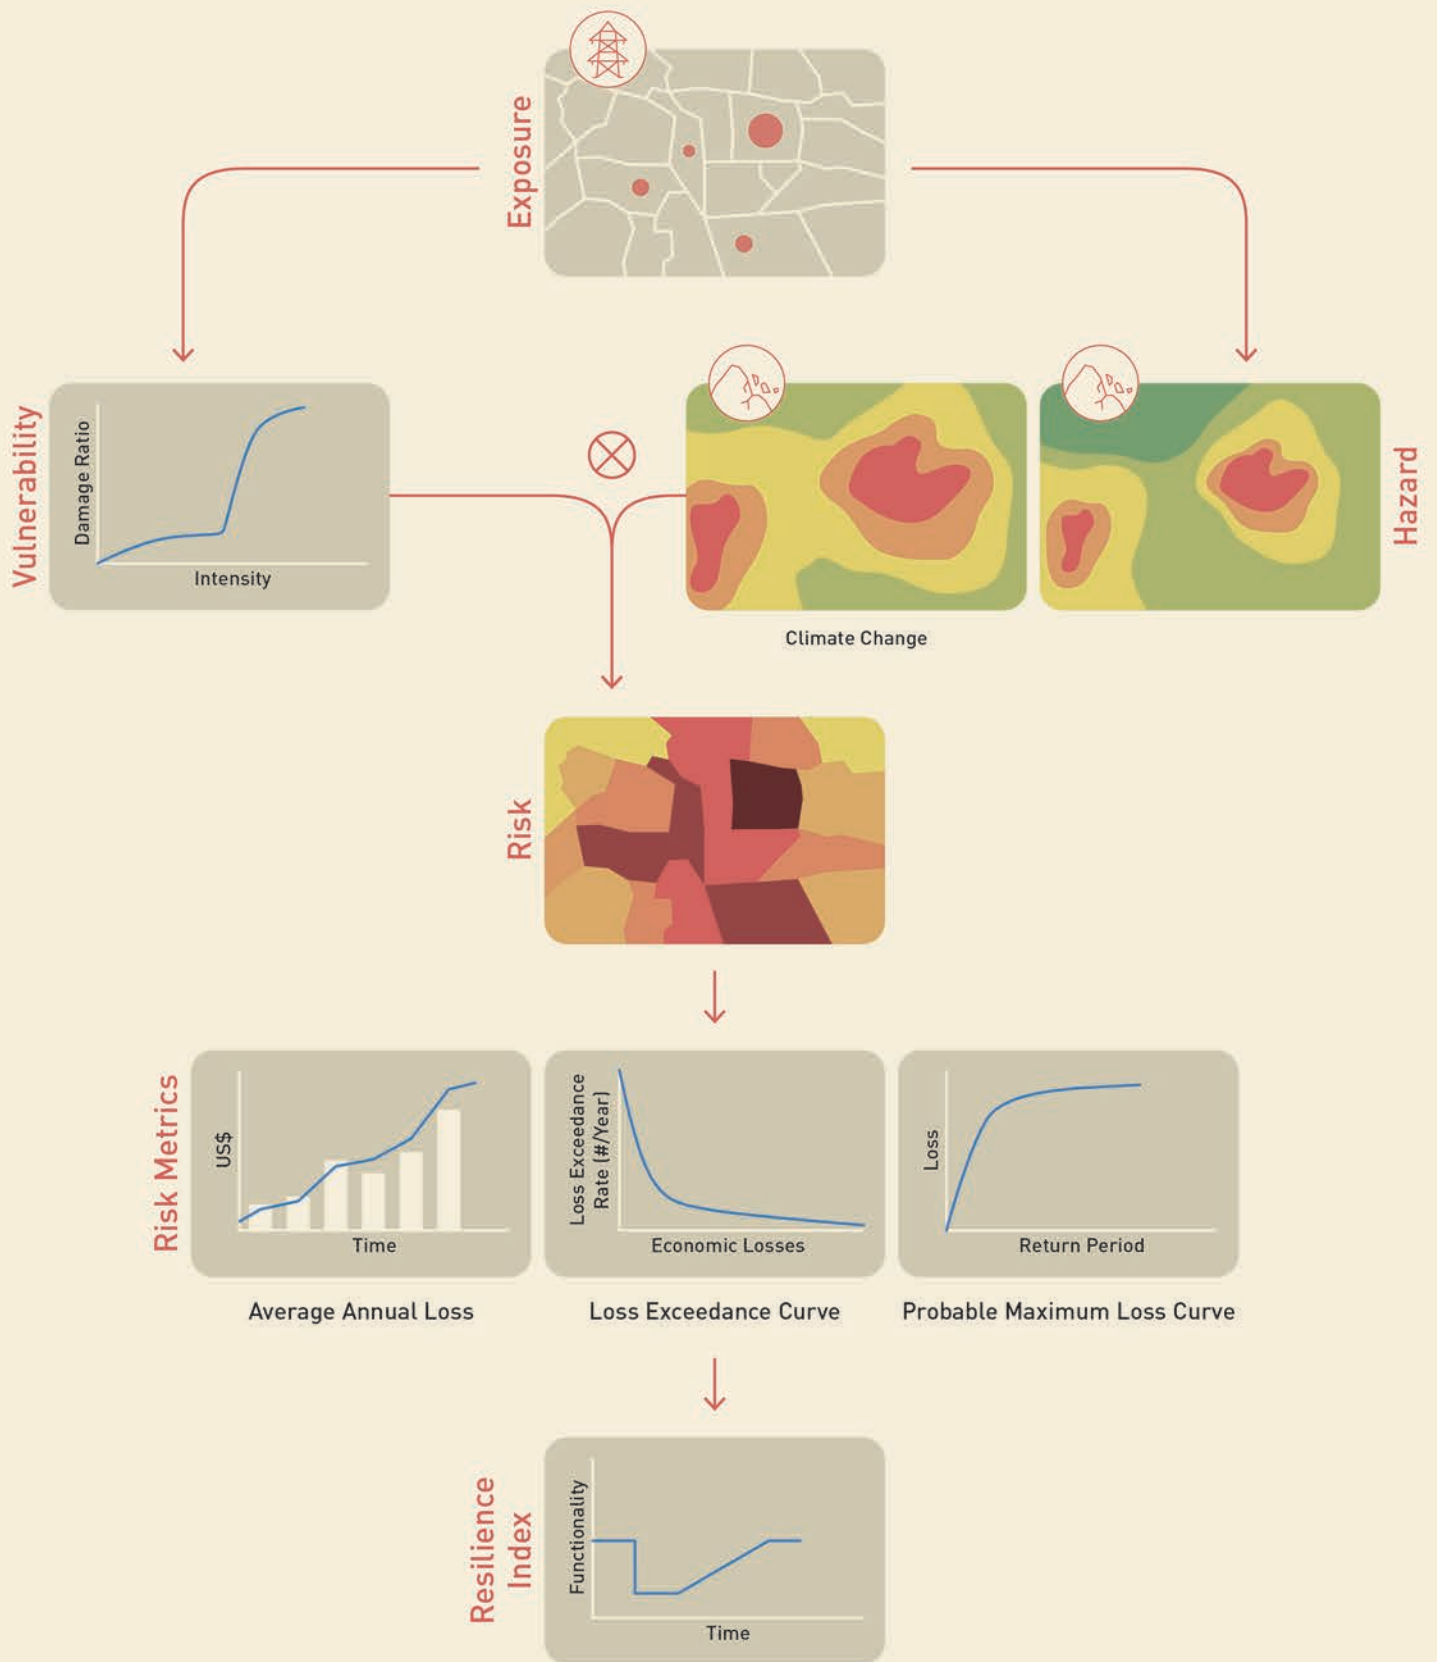 Exposure
Vulnerability
Damage Ratio
Intensity
Climate Change
Hazard
Risk
Risk Metrics
US$
Time
Average Annual Loss
Loss Exceedance
Rate (#/Year)
Economic Losses
Loss Exceedance Curve
Loss
Return Period
Probable Maximum Loss Curve
Resilience
Index
Functionality
Time